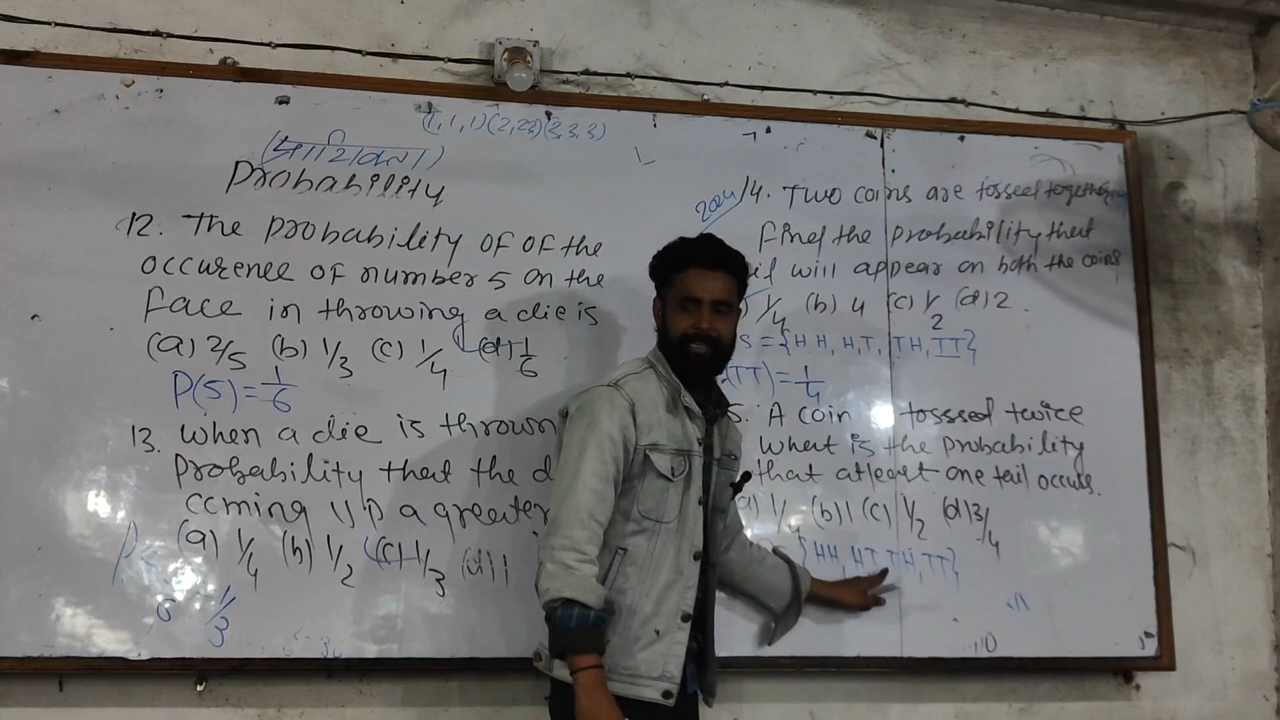 (1,1,1)(2,2,2)(3,3,3)
(प्रायिकता)
Probability
12. The probability of of the
occurence of number 5 on the
face in throwing a die is
(a) 2/5 (b) 1/3 (c) 1/4 (d) 1/6
P(5)=1/6
13. When a die is thrown
probability that the d
coming up a greater
(a) 1/4 (b) 1/2 (c) 1/3 (d) 1
1/3
2024 14. Two coins are tossed together
find the probability that
will appear on both the coins
1/4 (b) 4 (c) 1/2 (d) 2.
S={HH, HT, TH, TT}
(TT)=1/4
5. A coin tosssed twice
what is the probability
that atleast one tail occurs.
(b) 1 (c) 1/2 (d) 3/4
{HH, HT, TH, TT}